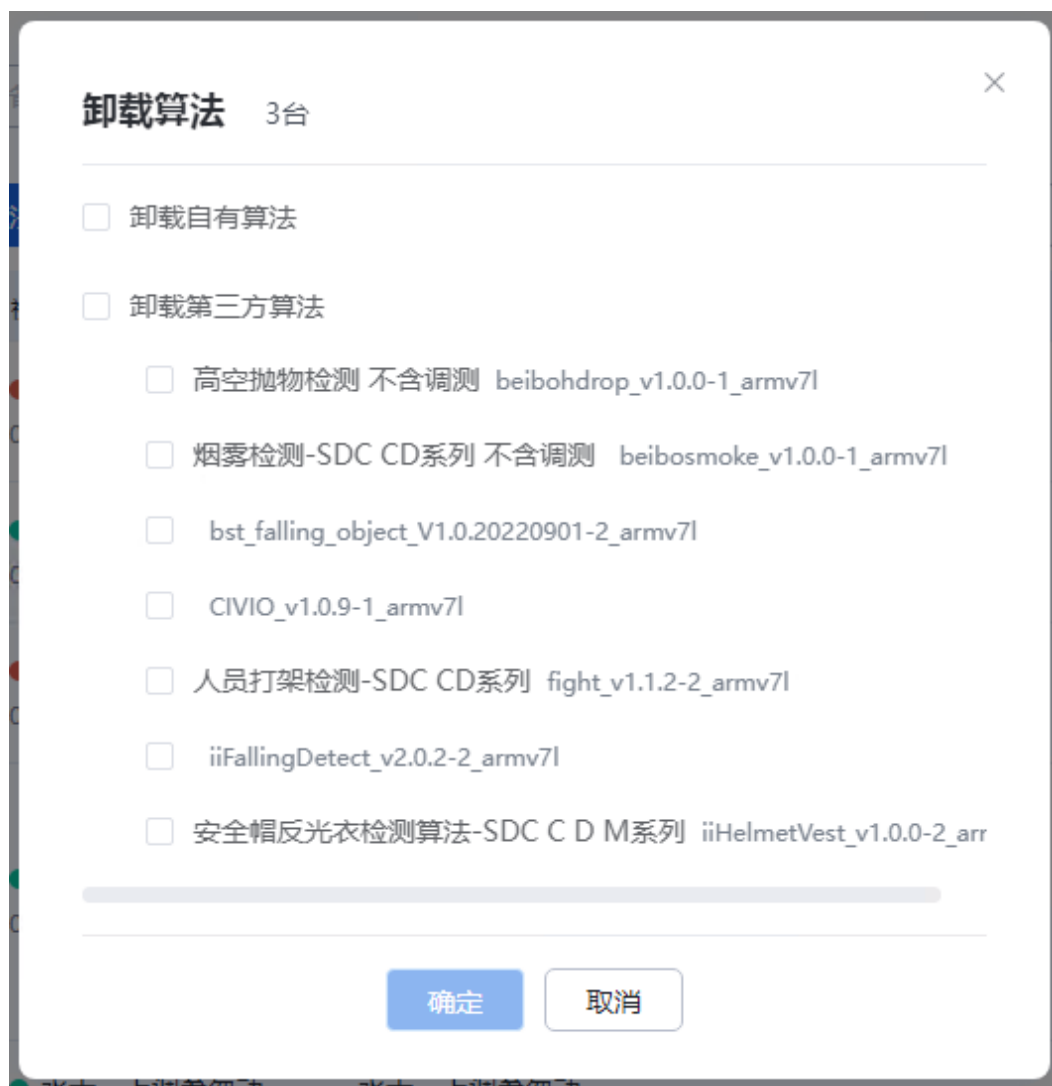 卸载算法 3台
卸载自有算法
卸载第三方算法
高空抛物检测 不含调测 beibohdrop_v1.0.0-1_armv7l
烟雾检测-SDC CD系列 不含调测 beibosmoke_v1.0.0-1_armv7l
bst_falling_object_V1.0.20220901-2_armv7l
CIVIO_v1.0.9-1_armv7l
人员打架检测-SDC CD系列 fight_v1.1.2-2_armv7l
iiFallingDetect_v2.0.2-2_armv7l
安全帽反光衣检测算法-SDC C D M系列 iiHelmetVest_v1.0.0-2_arr
确定 取消